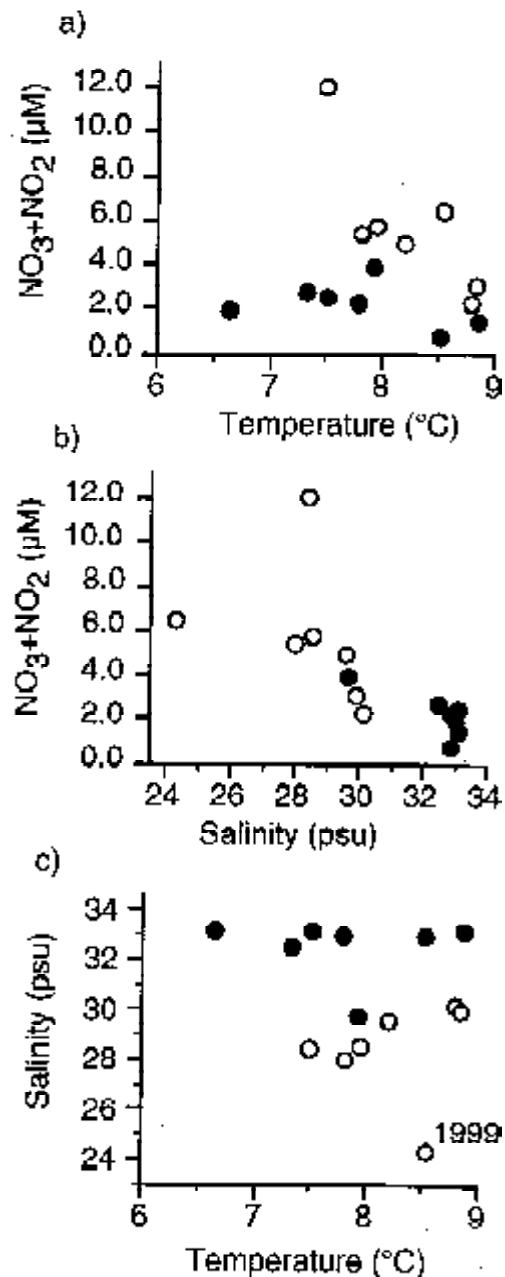 a)
NO3+NO2 (µM)
12.0
10.0
8.0
6.0
4.0
2.0
0.0
6 7 8 9
Temperature (°C)
b)
NO3+NO2 (µM)
12.0
10.0
8.0
6.0
4.0
2.0
0.0
24 26 28 30 32 34
Salinity (psu)
c)
Salinity (psu)
34
32
30
28
26
24
1999
6 7 8 9
Temperature (°C)